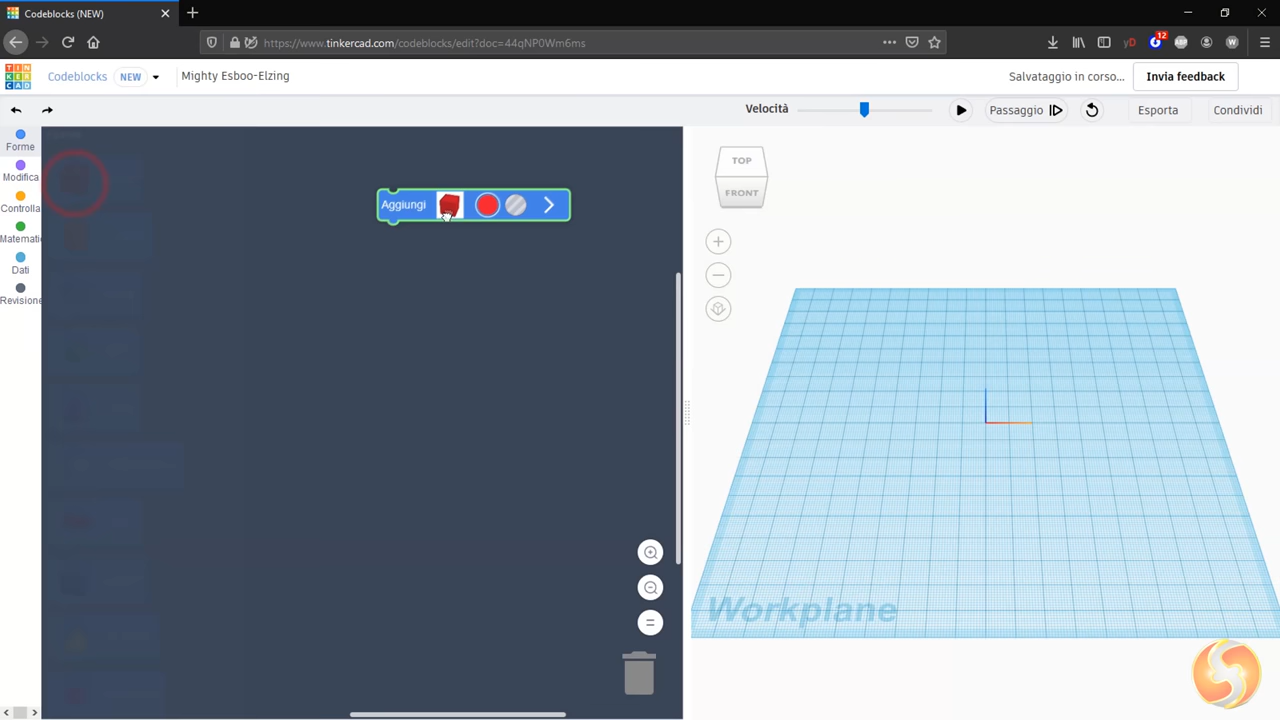 Codeblocks (NEW)
https://www.tinkercad.com/codeblocks/edit?doc=44qNP0Wm6ms
12
TIN
KER
CAD
Codeblocks NEW
Mighty Esboo-Elzing
Salvataggio in corso...
Invia feedback
Velocità
Passaggio
Esporta
Condividi
Forme
Modifica
Controlla
Matemati
Dati
Revisione
Aggiungi
TOP
FRONT
Workplane